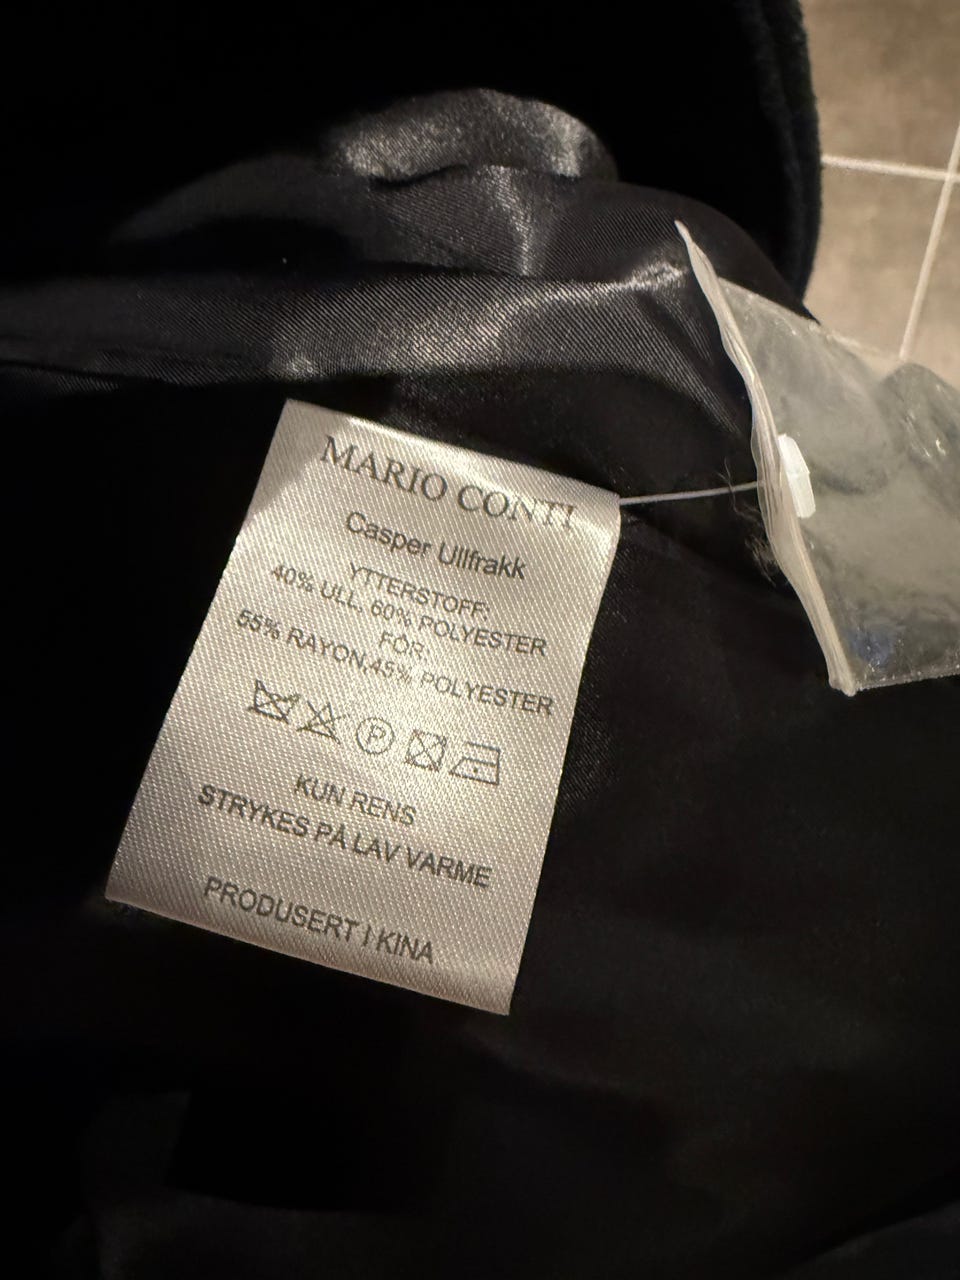 MARIO CONTI
Casper Ullfrakk
YTTERSTOFF:
40% ULL, 60% POLYESTER
FÔR:
55% RAYON,45% POLYESTER
P
KUN RENS
STRYKES PÅ LAV VARME
PRODUSERT I KINA